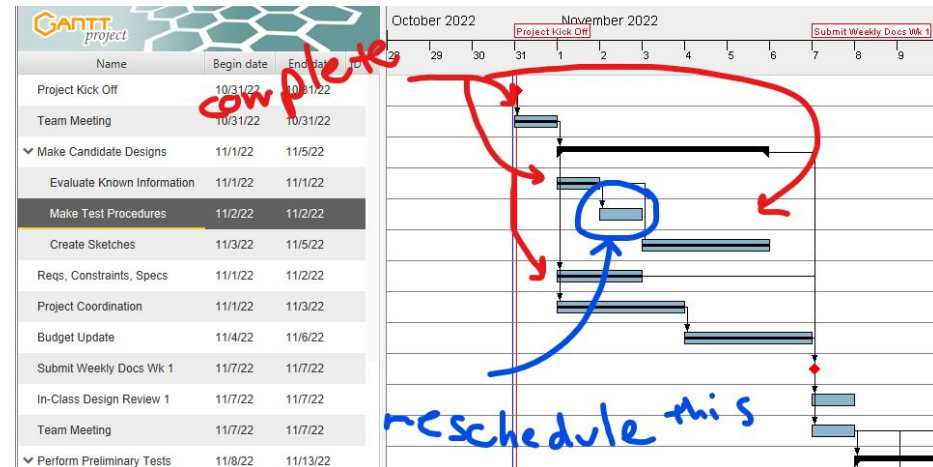 GANTT
project
October 2022 November 2022
Project Kick Off Submit Weekly Docs Wk 1
Name Begin date End date ID
28 29 30 31 1 2 3 4 5 6 7 8 9
complete
Project Kick Off 10/31/22 10/31/22
Team Meeting 10/31/22 10/31/22
Make Candidate Designs 11/1/22 11/5/22
Evaluate Known Information 11/1/22 11/1/22
Make Test Procedures 11/2/22 11/2/22
Create Sketches 11/3/22 11/5/22
Reqs, Constraints, Specs 11/1/22 11/2/22
Project Coordination 11/1/22 11/3/22
Budget Update 11/4/22 11/6/22
Submit Weekly Docs Wk 1 11/7/22 11/7/22
In-Class Design Review 1 11/7/22 11/7/22
reschedule this
Team Meeting 11/7/22 11/7/22
Perform Preliminary Tests 11/8/22 11/13/22